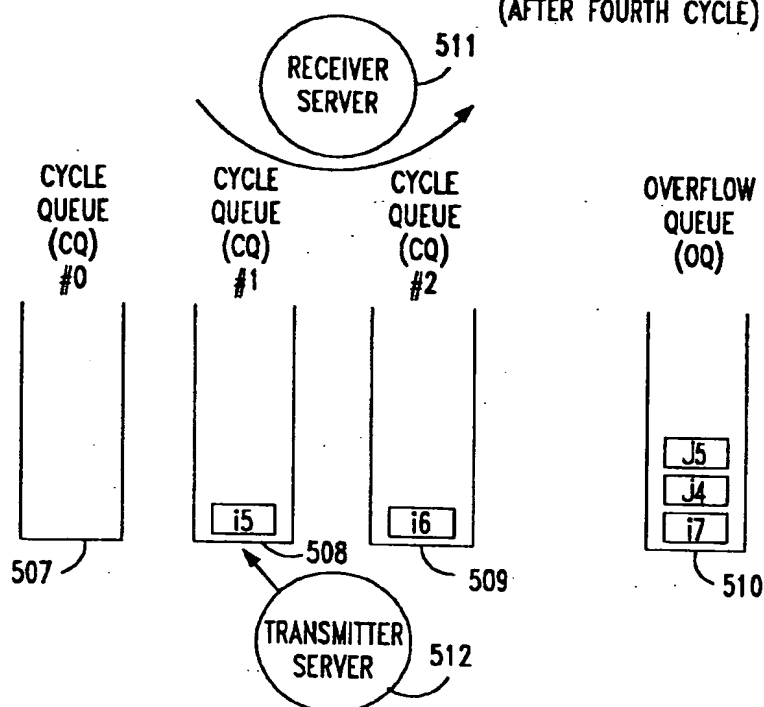 (AFTER FOURTH CYCLE)
511
RECEIVER
SERVER
CYCLE
QUEUE
(CQ)
#0
CYCLE
QUEUE
(CQ)
#1
CYCLE
QUEUE
(CQ)
#2
OVERFLOW
QUEUE
(OQ)
J5
J4
i7
i5
i6
507
508
509
510
TRANSMITTER
SERVER
512